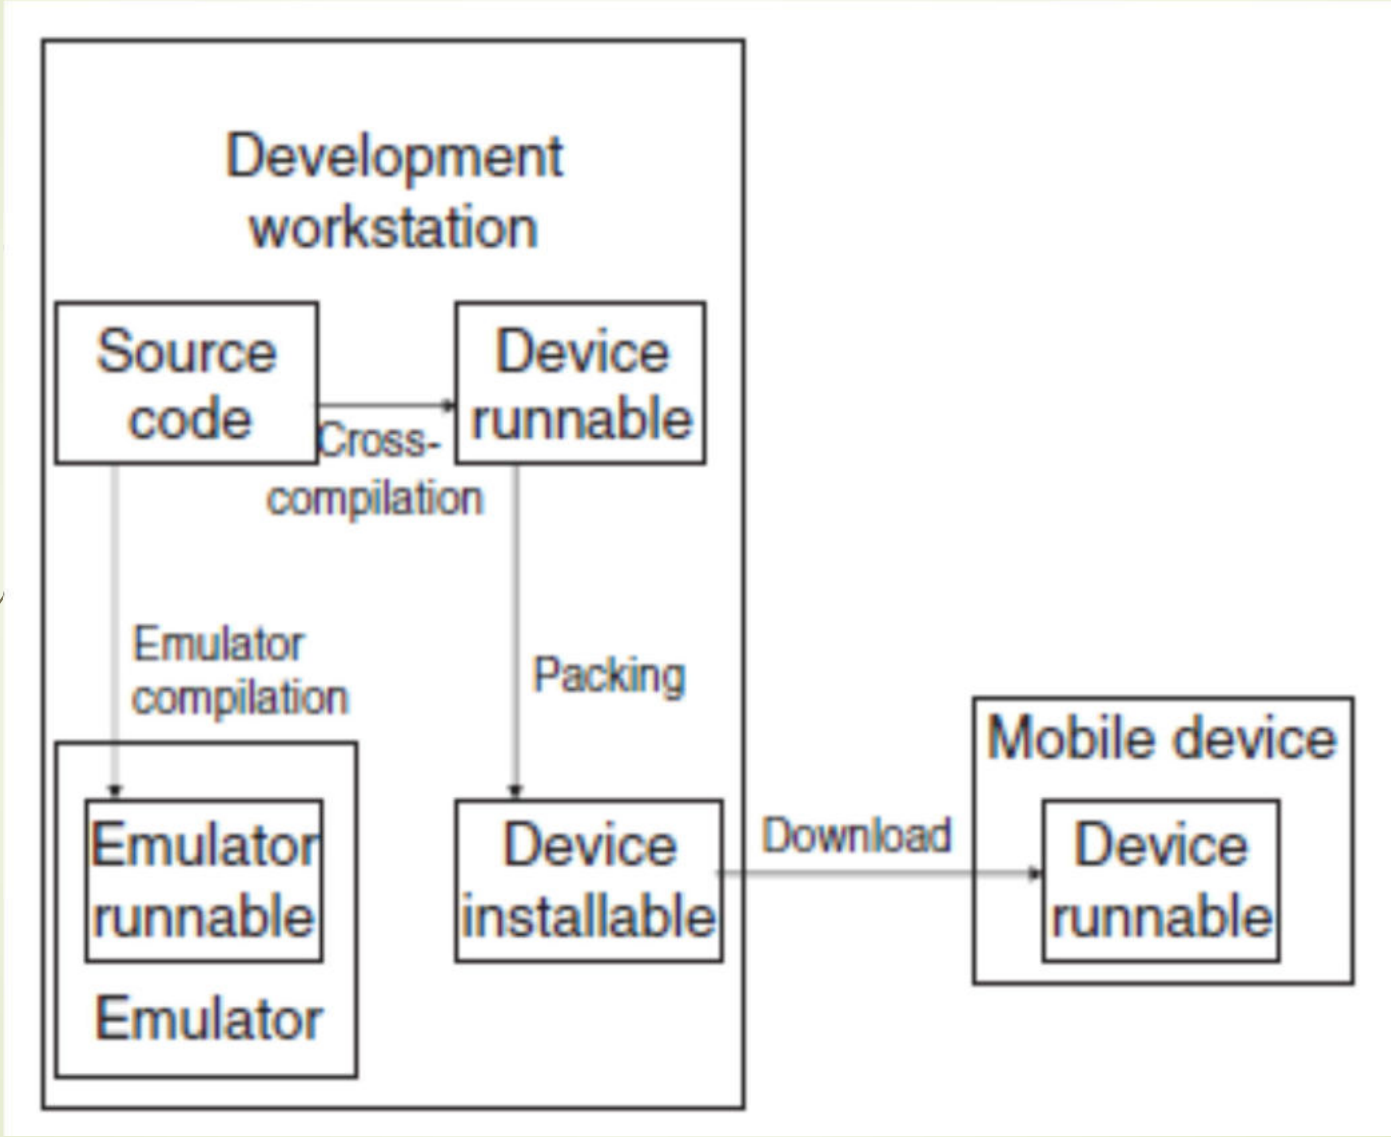 Development
workstation
Source
code
Device
runnable
Cross-
compilation
Emulator
compilation
Packing
Emulator
runnable
Emulator
Device
installable
Download
Mobile device
Device
runnable